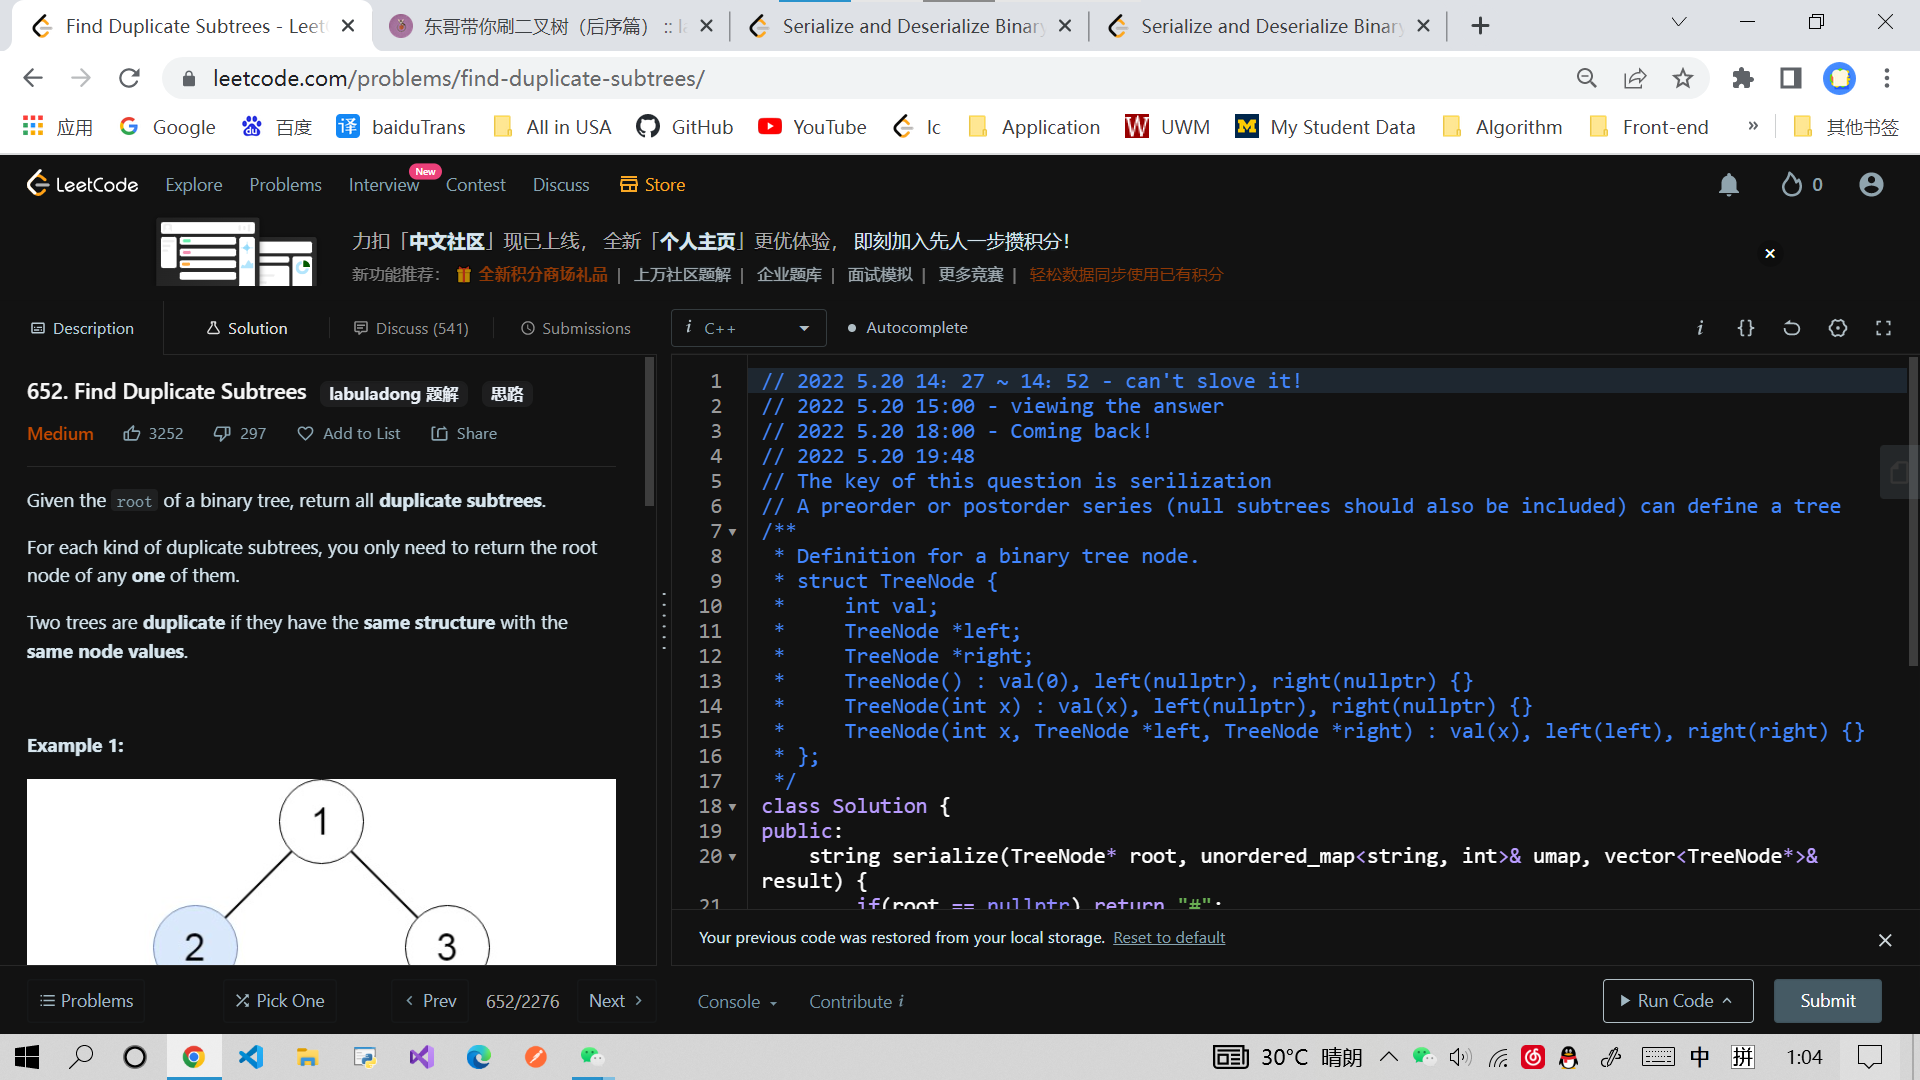 Find Duplicate Subtrees - Leet
东哥带你刷二叉树（后序篇） :: la
Serialize and Deserialize Binary
Serialize and Deserialize Binary
leetcode.com/problems/find-duplicate-subtrees/
应用 Google 百度 译 baiduTrans All in USA GitHub YouTube lc Application UWM My Student Data Algorithm Front-end » 其他书签
LeetCode Explore Problems Interview New Contest Discuss Store 0
力扣「中文社区」现已上线， 全新「个人主页」更优体验， 即刻加入先人一步攒积分！
新功能推荐： 全新积分商场礼品 | 上万社区题解 | 企业题库 | 面试模拟 | 更多竞赛 | 轻松数据同步使用已有积分
Description Solution Discuss (541) Submissions
i C++ Autocomplete i {}
652. Find Duplicate Subtrees labuladong 题解 思路
Medium 3252 297 Add to List Share
Given the root of a binary tree, return all duplicate subtrees.
For each kind of duplicate subtrees, you only need to return the root
node of any one of them.
Two trees are duplicate if they have the same structure with the
same node values.
Example 1:
1
2 3
1 // 2022 5.20 14：27 ~ 14：52 - can't slove it!
2 // 2022 5.20 15:00 - viewing the answer
3 // 2022 5.20 18:00 - Coming back!
4 // 2022 5.20 19:48
5 // The key of this question is serilization
6 // A preorder or postorder series (null subtrees should also be included) can define a tree
7 /**
8 * Definition for a binary tree node.
9 * struct TreeNode {
10 * int val;
11 * TreeNode *left;
12 * TreeNode *right;
13 * TreeNode() : val(0), left(nullptr), right(nullptr) {}
14 * TreeNode(int x) : val(x), left(nullptr), right(nullptr) {}
15 * TreeNode(int x, TreeNode *left, TreeNode *right) : val(x), left(left), right(right) {}
16 * };
17 */
18 class Solution {
19 public:
20 string serialize(TreeNode* root, unordered_map<string, int>& umap, vector<TreeNode*>&
result) {
21 if(root == nullptr) return "#";
Your previous code was restored from your local storage. Reset to default
Problems Pick One Prev 652/2276 Next
Console Contribute i Run Code Submit
30°C 晴朗 中 拼 1:04